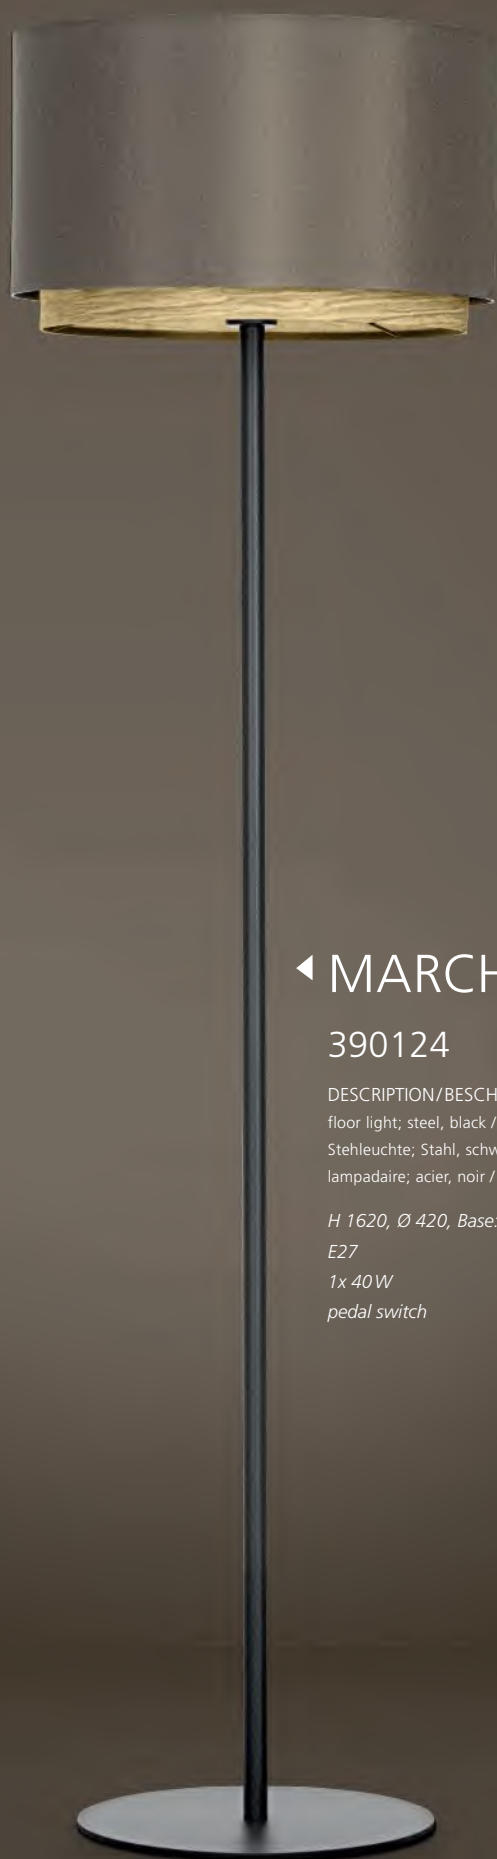 MARCH
390124
DESCRIPTION/BESCH
floor light; steel, black /
Stehleuchte; Stahl, schw
lampadaire; acier, noir /
H 1620, Ø 420, Base:
E27
1x 40 W
pedal switch